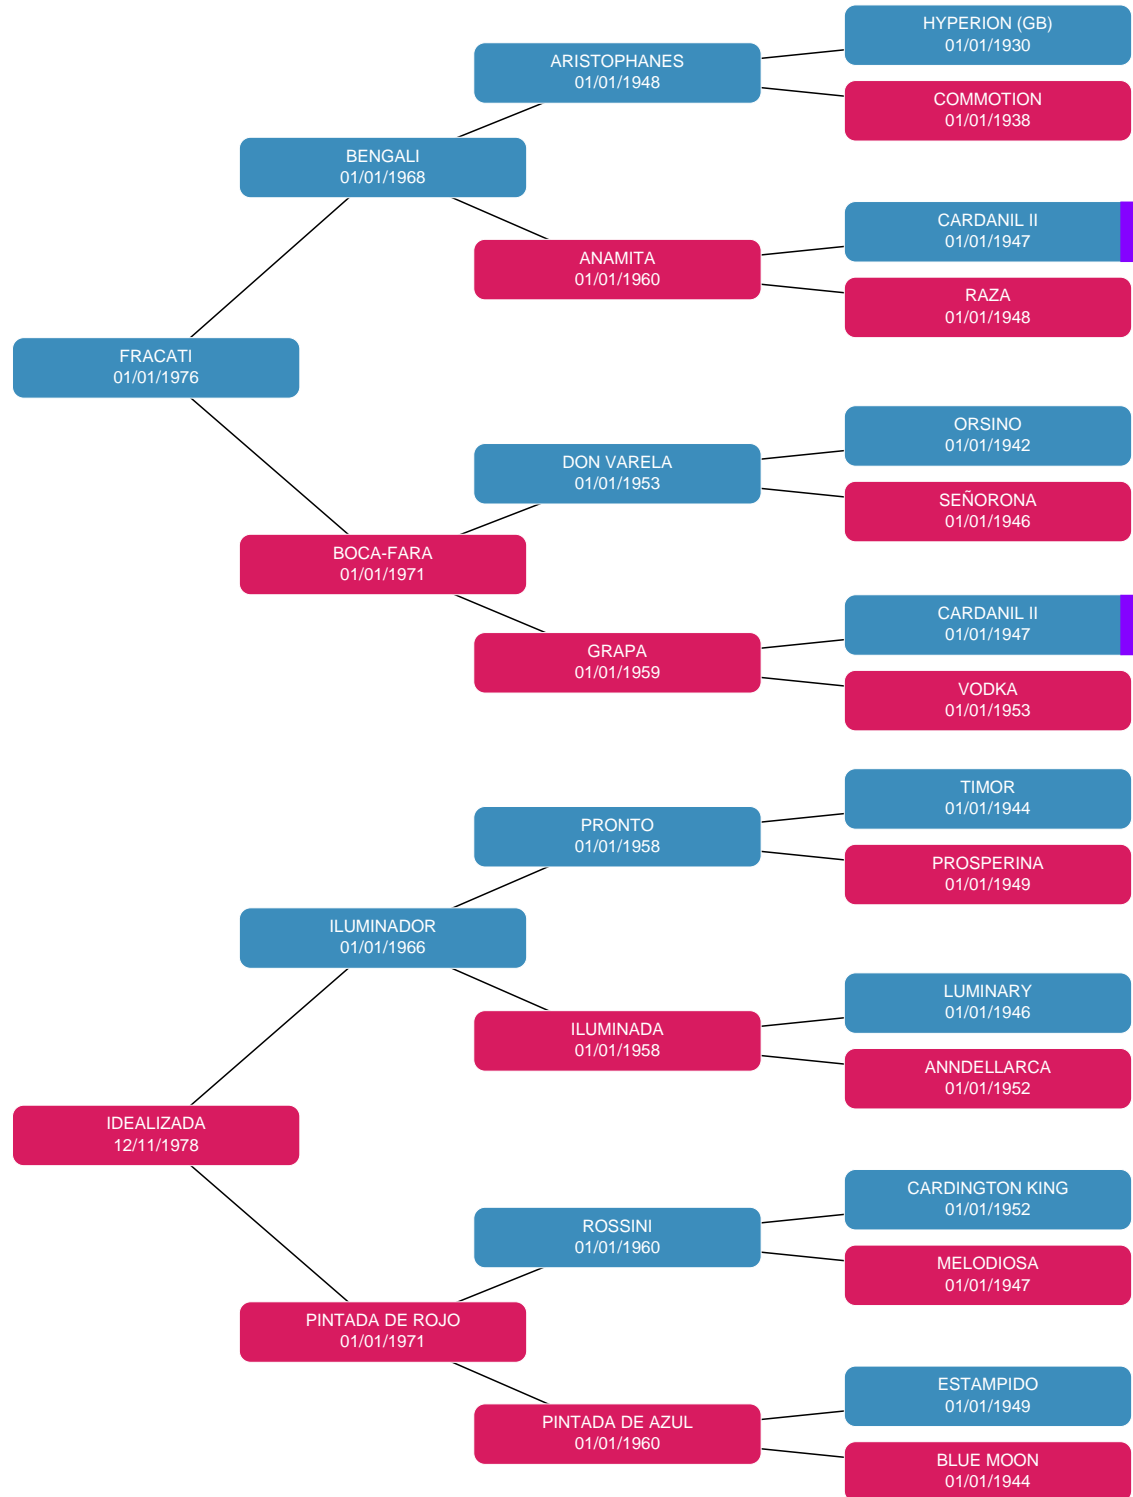 HYPERION (GB)
01/01/1930
ARISTOPHANES
01/01/1948
COMMOTION
01/01/1938
BENGALI
01/01/1968
CARDANIL II
01/01/1947
ANAMITA
01/01/1960
RAZA
01/01/1948
FRACATI
01/01/1976
ORSINO
01/01/1942
DON VARELA
01/01/1953
SEÑORONA
01/01/1946
BOCA-FARA
01/01/1971
CARDANIL II
01/01/1947
GRAPA
01/01/1959
VODKA
01/01/1953
TIMOR
01/01/1944
PRONTO
01/01/1958
PROSPERINA
01/01/1949
ILUMINADOR
01/01/1966
LUMINARY
01/01/1946
ILUMINADA
01/01/1958
ANNDELLARCA
01/01/1952
IDEALIZADA
12/11/1978
CARDINGTON KING
01/01/1952
ROSSINI
01/01/1960
MELODIOSA
01/01/1947
PINTADA DE ROJO
01/01/1971
ESTAMPIDO
01/01/1949
PINTADA DE AZUL
01/01/1960
BLUE MOON
01/01/1944